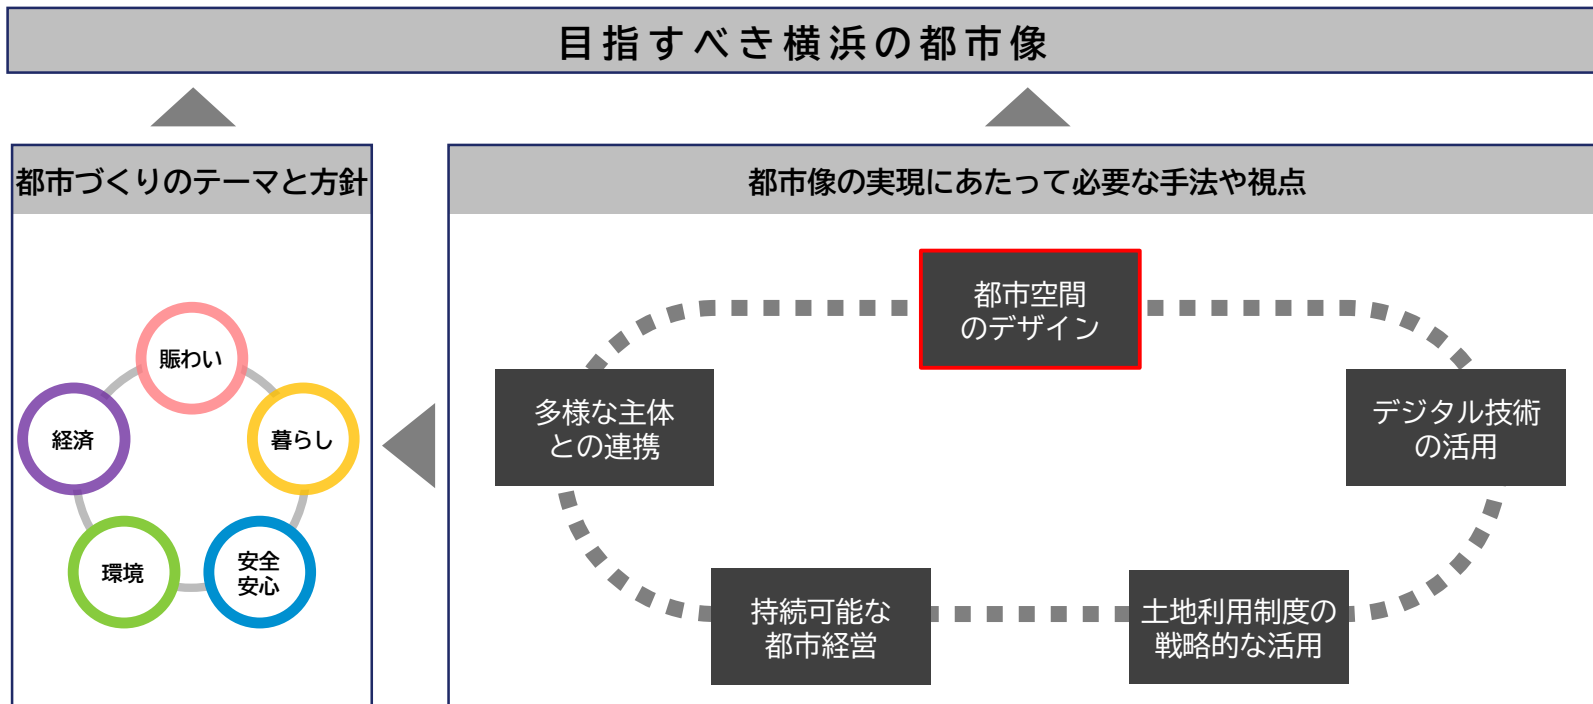 目指すべき横浜の都市像
都市づくりのテーマと方針
賑わい
経済
暮らし
環境
安全
安心
都市像の実現にあたって必要な手法や視点
都市空間
のデザイン
多様な主体
との連携
デジタル技術
の活用
持続可能な
都市経営
土地利用制度の
戦略的な活用